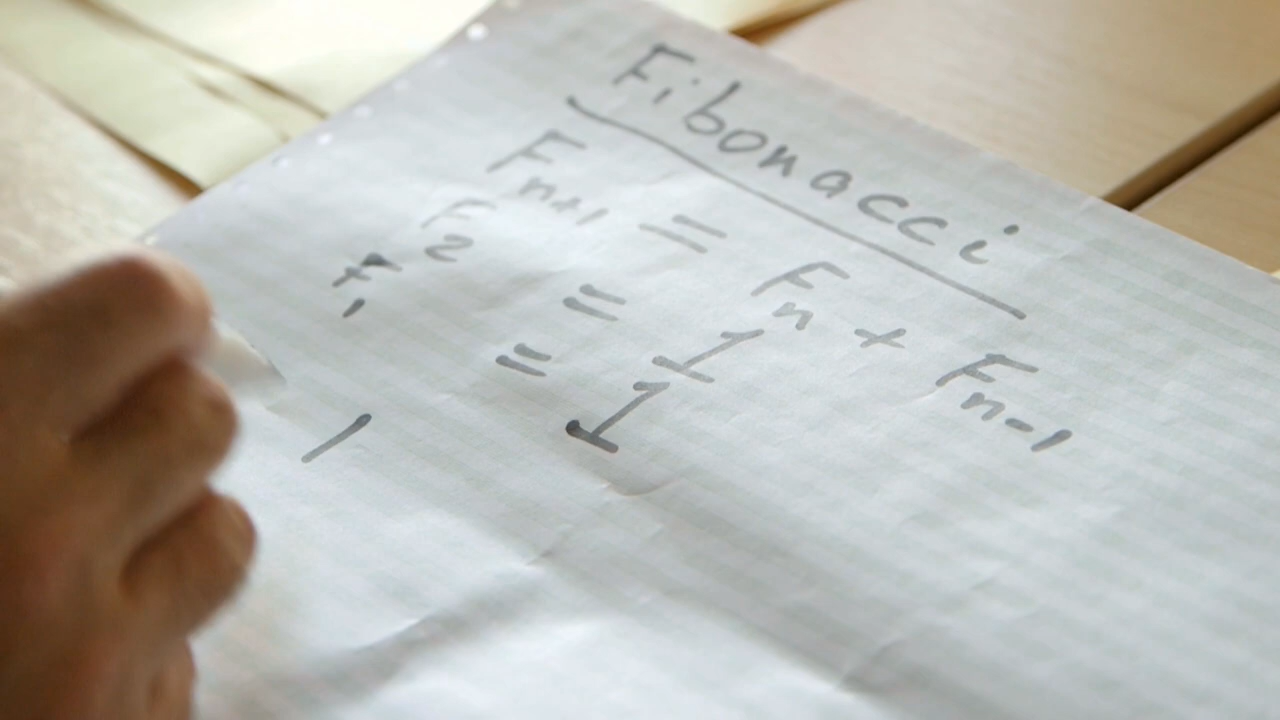 Fibonacci
Fn+1 = Fn + Fn-1
F2 = 1
F1 = 1
1